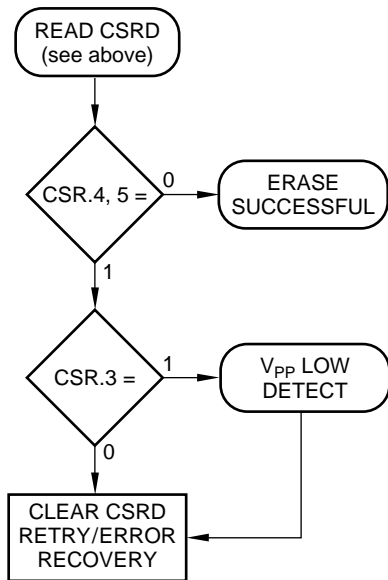 READ CSRD
(see above)
CSR.4, 5 =
0
ERASE
SUCCESSFUL
1
CSR.3 =
1
VPP LOW
DETECT
0
CLEAR CSRD
RETRY/ERROR
RECOVERY